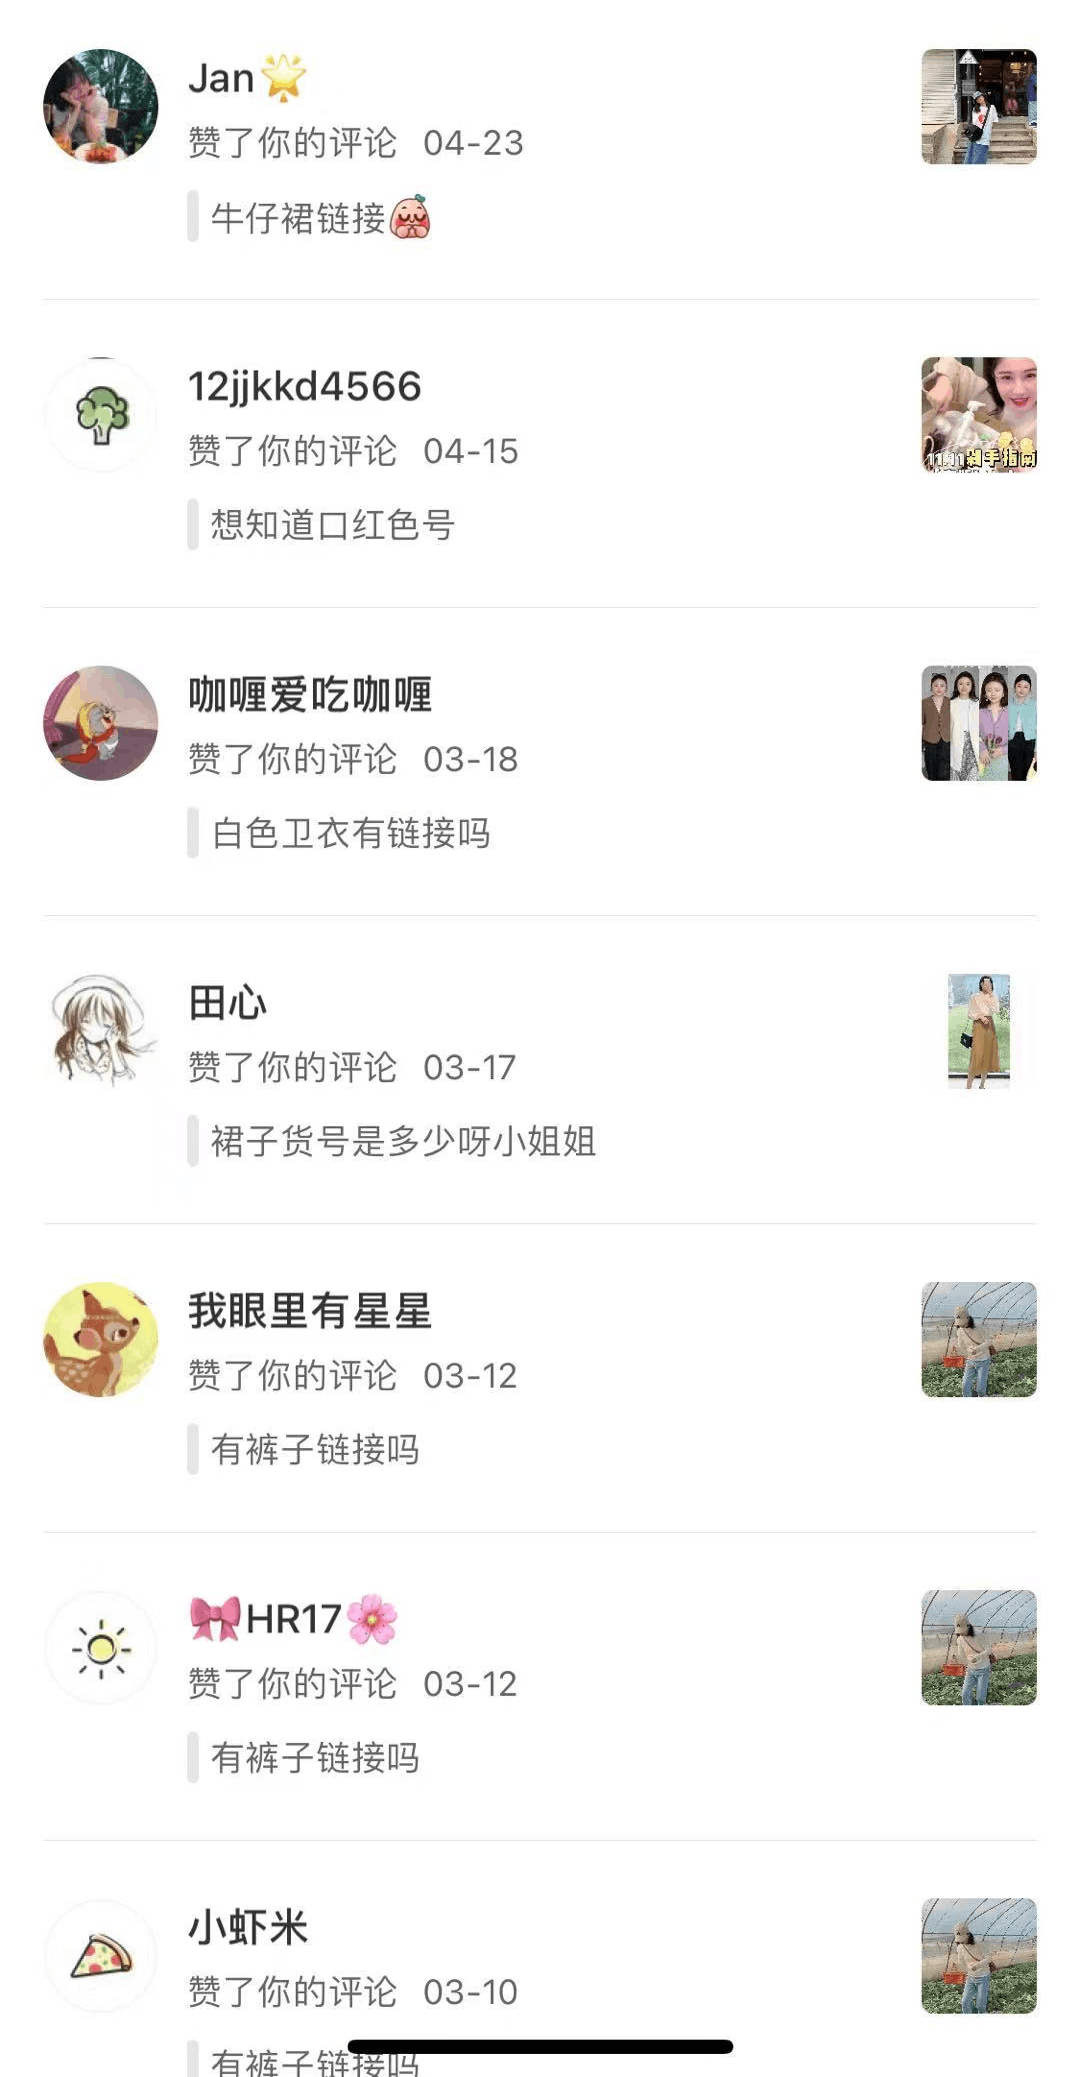 Jan🌟
赞了你的评论 04-23
牛仔裙链接
12jjkkd4566
赞了你的评论 04-15
11.11剁手指南
想知道口红色号
咖喱爱吃咖喱
赞了你的评论 03-18
白色卫衣有链接吗
田心
赞了你的评论 03-17
裙子货号是多少呀小姐姐
我眼里有星星
赞了你的评论 03-12
有裤子链接吗
🎀HR17🌸
赞了你的评论 03-12
有裤子链接吗
小虾米
赞了你的评论 03-10
有裤子链接吗